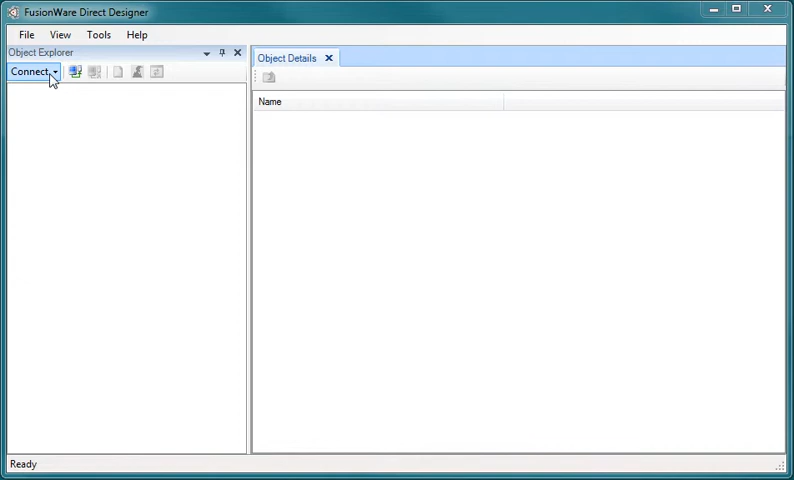 FusionWare Direct Designer
File View Tools Help
Object Explorer
Connect
Object Details
Name
Ready